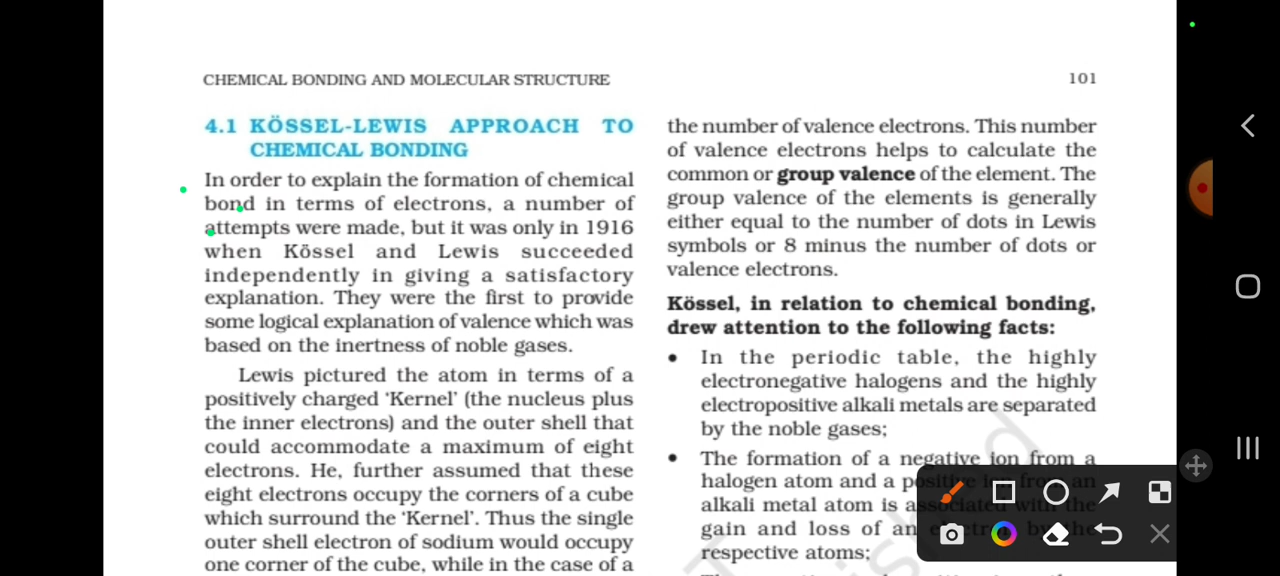 CHEMICAL BONDING AND MOLECULAR STRUCTURE
101
4.1 KÖSSEL-LEWIS APPROACH TO
CHEMICAL BONDING
In order to explain the formation of chemical
bond in terms of electrons, a number of
attempts were made, but it was only in 1916
when Kössel and Lewis succeeded
independently in giving a satisfactory
explanation. They were the first to provide
some logical explanation of valence which was
based on the inertness of noble gases.
Lewis pictured the atom in terms of a
positively charged ‘Kernel’ (the nucleus plus
the inner electrons) and the outer shell that
could accommodate a maximum of eight
electrons. He, further assumed that these
eight electrons occupy the corners of a cube
which surround the ‘Kernel’. Thus the single
outer shell electron of sodium would occupy
one corner of the cube, while in the case of a
the number of valence electrons. This number
of valence electrons helps to calculate the
common or group valence of the element. The
group valence of the elements is generally
either equal to the number of dots in Lewis
symbols or 8 minus the number of dots or
valence electrons.
Kössel, in relation to chemical bonding,
drew attention to the following facts:
• In the periodic table, the highly
electronegative halogens and the highly
electropositive alkali metals are separated
by the noble gases;
• The formation of a negative ion from a
halogen atom and a positive ion from an
alkali metal atom is associated with the
gain and loss of an electron by the
respective atoms;